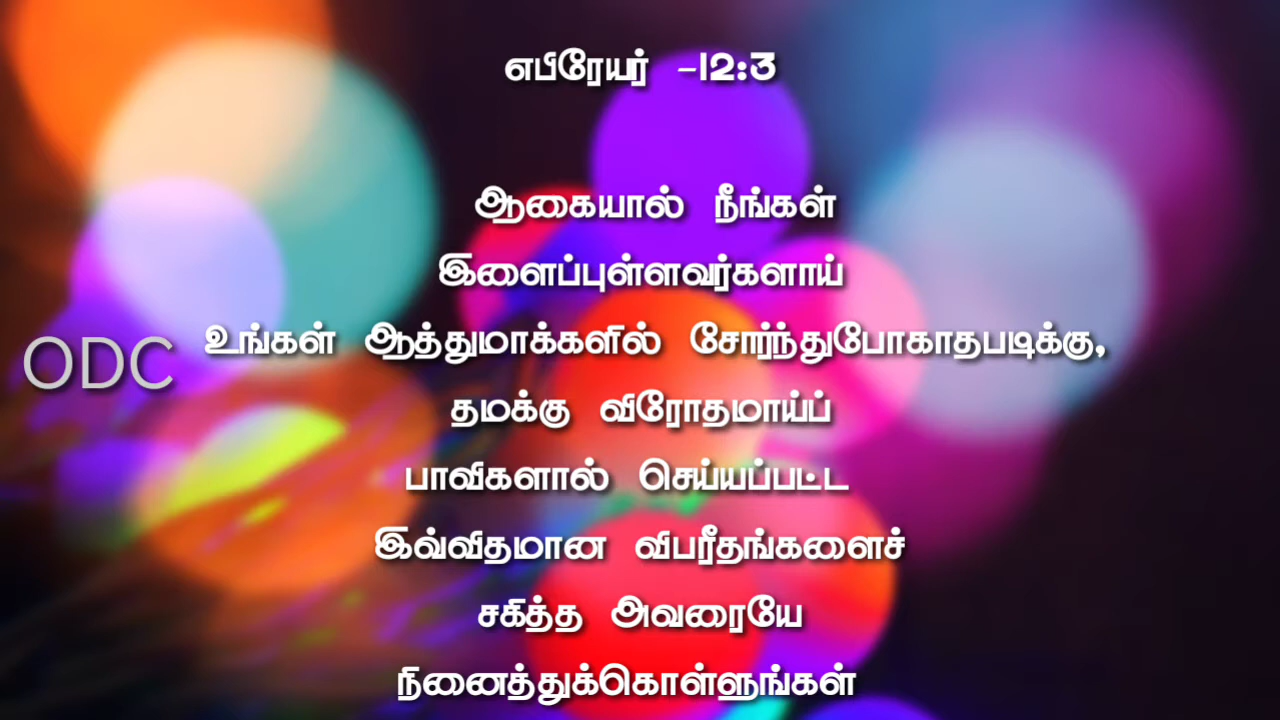 எபிரேயர் -12:3
ஆகையால் நீங்கள்
இளைப்புள்ளவர்களாய்
ODC
உங்கள் ஆத்துமாக்களில் சோர்ந்துபோகாதபடிக்கு,
தமக்கு விரோதமாய்ப்
பாவிகளால் செய்யப்பட்ட
இவ்விதமான விபரீதங்களைச்
சகித்த அவரையே
நினைத்துக்கொள்ளுங்கள்